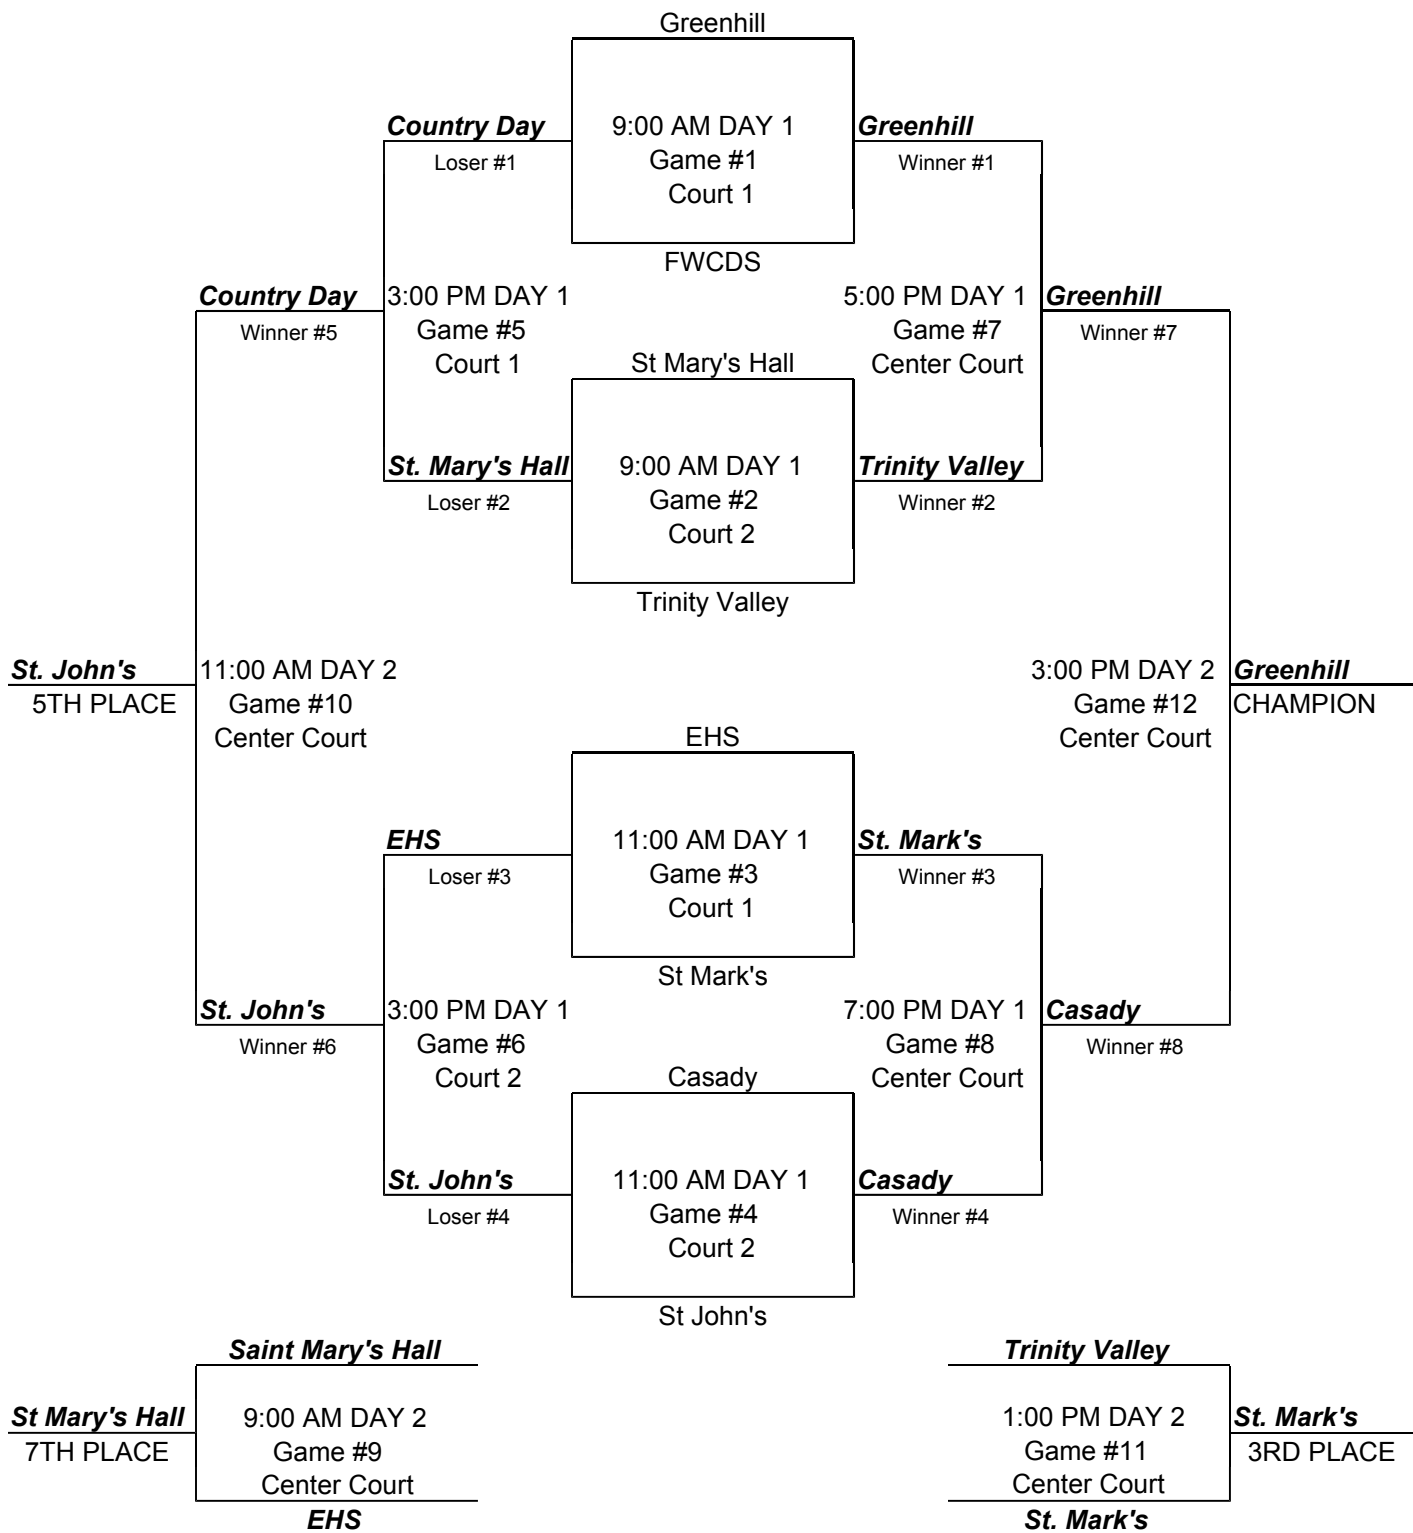 Greenhill
Country Day
9:00 AM DAY 1
Greenhill
Loser #1
Game #1
Winner #1
Court 1
FWCDS
Country Day
3:00 PM DAY 1
5:00 PM DAY 1
Greenhill
Winner #5
Game #5
Game #7
Winner #7
Court 1
St Mary's Hall
Center Court
St. Mary's Hall
9:00 AM DAY 1
Trinity Valley
Loser #2
Game #2
Winner #2
Court 2
Trinity Valley
St. John's
11:00 AM DAY 2
3:00 PM DAY 2
Greenhill
5TH PLACE
Game #10
Game #12
CHAMPION
Center Court
EHS
Center Court
EHS
11:00 AM DAY 1
St. Mark's
Loser #3
Game #3
Winner #3
Court 1
St Mark's
St. John's
3:00 PM DAY 1
7:00 PM DAY 1
Casady
Winner #6
Game #6
Game #8
Winner #8
Court 2
Casady
Center Court
St. John's
11:00 AM DAY 1
Casady
Loser #4
Game #4
Winner #4
Court 2
St John's
Saint Mary's Hall
Trinity Valley
St Mary's Hall
9:00 AM DAY 2
1:00 PM DAY 2
St. Mark's
7TH PLACE
Game #9
Game #11
3RD PLACE
Center Court
Center Court
EHS
St. Mark's